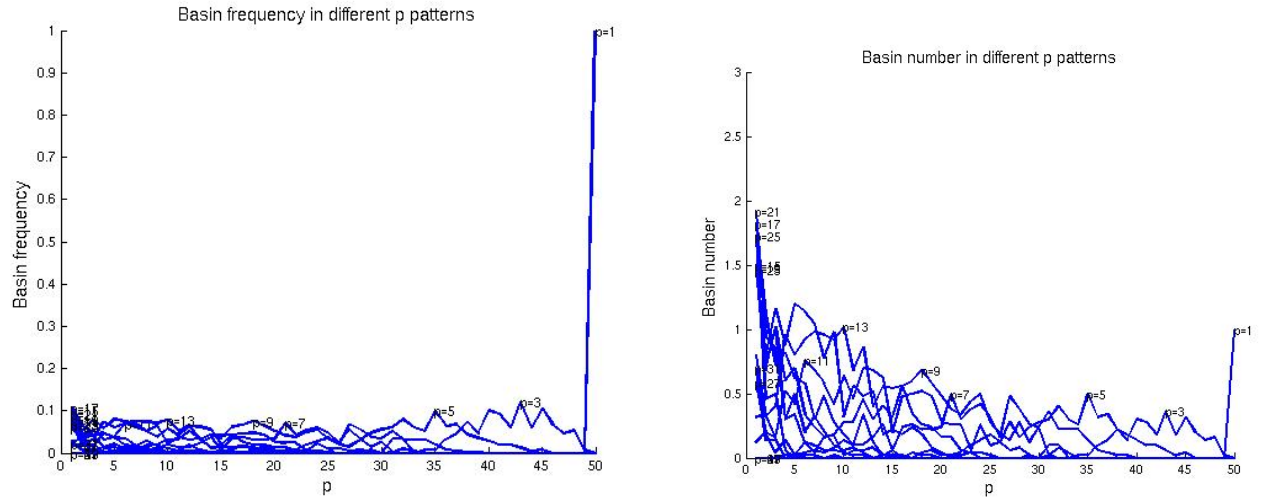 Basin frequency in different p patterns
1
0.9
0.8
0.7
0.6
0.5
0.4
0.3
0.2
0.1
0
Basin frequency
p=1
p=17
p=13
p=9
p=7
p=5
p=3
0 5 10 15 20 25 30 35 40 45 50
p
Basin number in different p patterns
3
2.5
2
1.5
1
0.5
0
Basin number
p=21
p=17
p=25
p=13
p=11
p=9
p=7
p=5
p=3
p=1
p=27
5 10 15 20 25 30 35 40 45 50
p